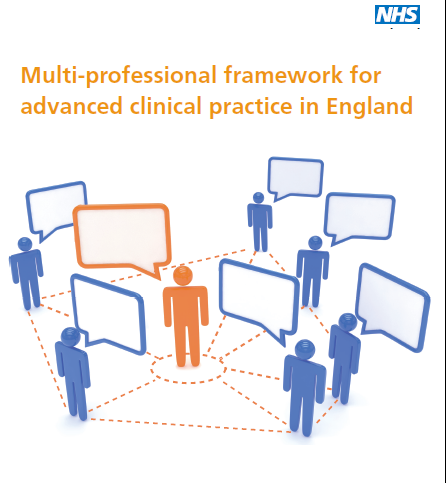 NHS
Multi-professional framework for
advanced clinical practice in England